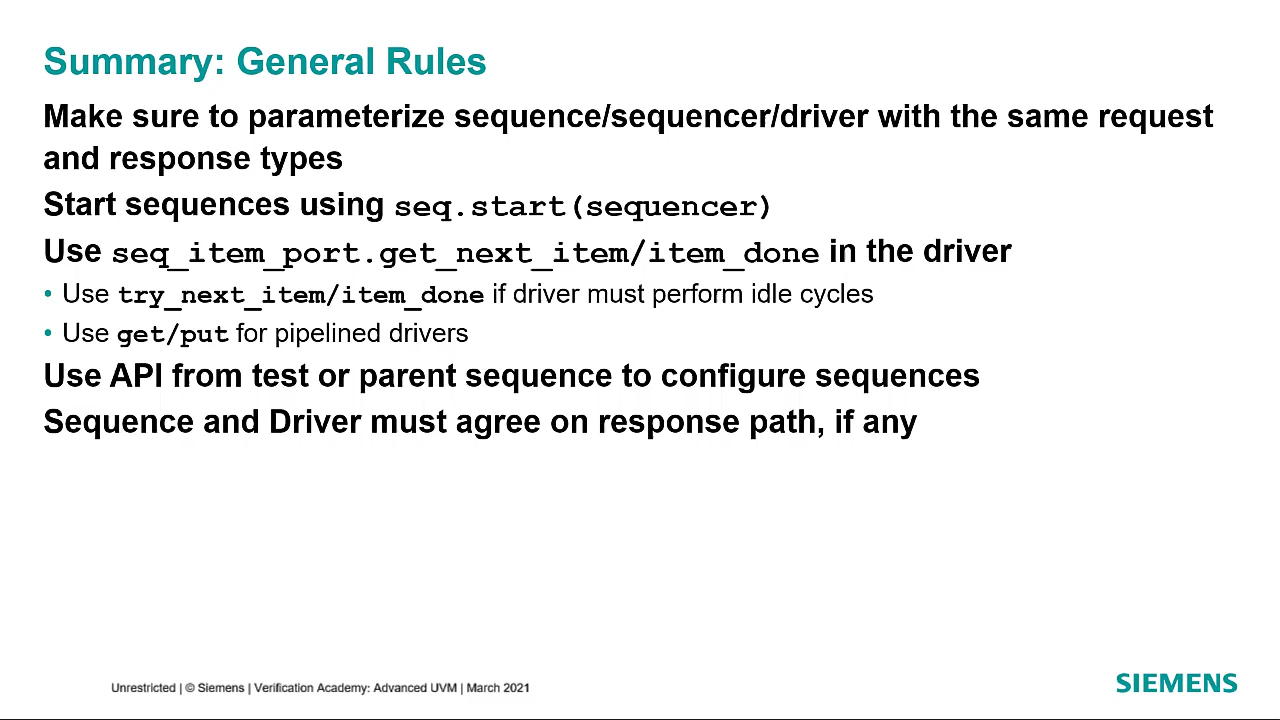 Summary: General Rules
Make sure to parameterize sequence/sequencer/driver with the same request
and response types
Start sequences using seq.start(sequencer)
Use seq_item_port.get_next_item/item_done in the driver
• Use try_next_item/item_done if driver must perform idle cycles
• Use get/put for pipelined drivers
Use API from test or parent sequence to configure sequences
Sequence and Driver must agree on response path, if any
Unrestricted | © Siemens | Verification Academy: Advanced UVM | March 2021
SIEMENS